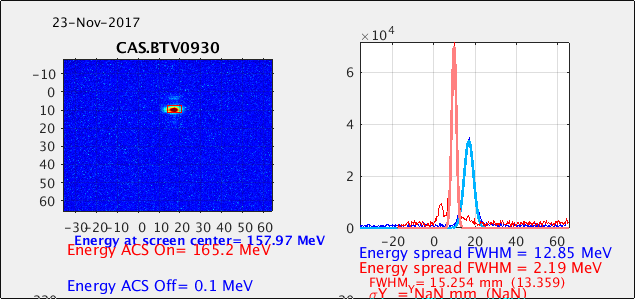 23-Nov-2017
CAS.BTV0930
-10
0
10
20
30
40
50
60
-30 -20 -10 0 10 20 30 40 50 60
Energy at screen center= 157.97 MeV
Energy ACS On= 165.2 MeV
Energy ACS Off= 0.1 MeV
×10⁴
6
4
2
0
-20 0 20 40 60
Energy spread FWHM = 12.85 MeV
Energy spread FWHM = 2.19 MeV
FWHM = 15.254 mm (13.359)
σY =NaN mm (NaN)